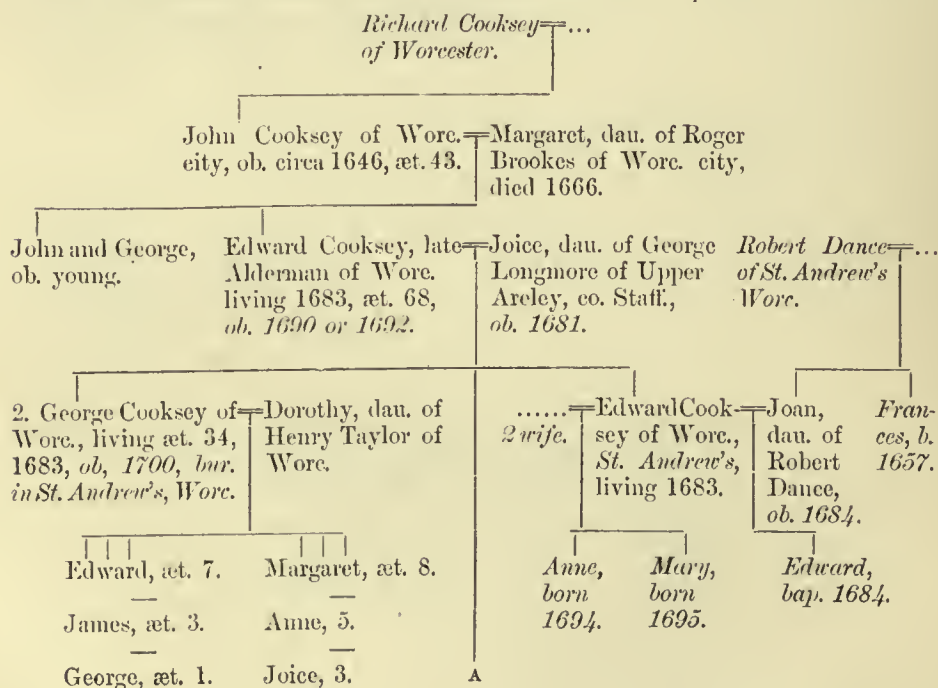 Richard Cooksey=...
of Worcester.
John Cooksey of Worc.=Margaret, dau. of Roger
city, ob. circa 1646, æt. 43. Brookes of Worc. city,
died 1666.
John and George,
ob. young.
Edward Cooksey, late=Joice, dau. of George
Alderman of Worc. Longmore of Upper
living 1683, æt. 68, Areley, co. Staff.,
ob. 1690 or 1692. ob. 1681.
Robert Dance=...
of St. Andrew's
Worc.
2. George Cooksey of=Dorothy, dau. of
Worc., living æt. 34, Henry Taylor of
1683, ob, 1700, bur. Worc.
in St. Andrew's, Worc.
......=Edward Cook-=Joan,
2 wife. sey of Worc., dau. of
St. Andrew's, Robert
living 1683. Dance,
ob. 1684.
Fran-
ces, b.
1657.
Edward, æt. 7. Margaret, æt. 8.
James, æt. 3. Anne, 5.
George, æt. 1. Joice, 3.
Anne,
born
1694.
Mary,
born
1695.
Edward,
bap. 1684.
A